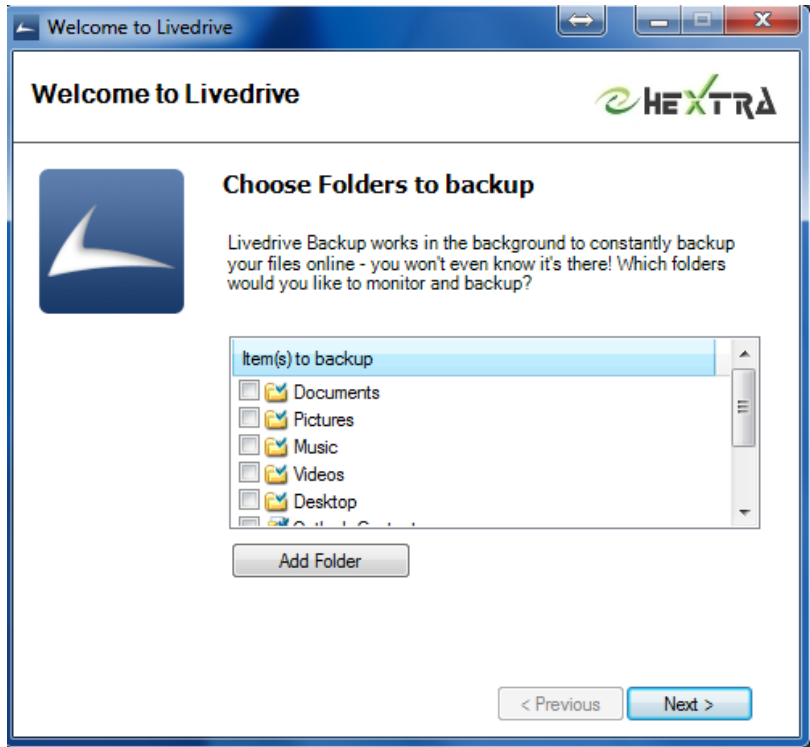 Welcome to Livedrive
Welcome to Livedrive
HEXTRA
Choose Folders to backup
Livedrive Backup works in the background to constantly backup
your files online - you won't even know it's there! Which folders
would you like to monitor and backup?
Item(s) to backup
Documents
Pictures
Music
Videos
Desktop
Add Folder
< Previous
Next >